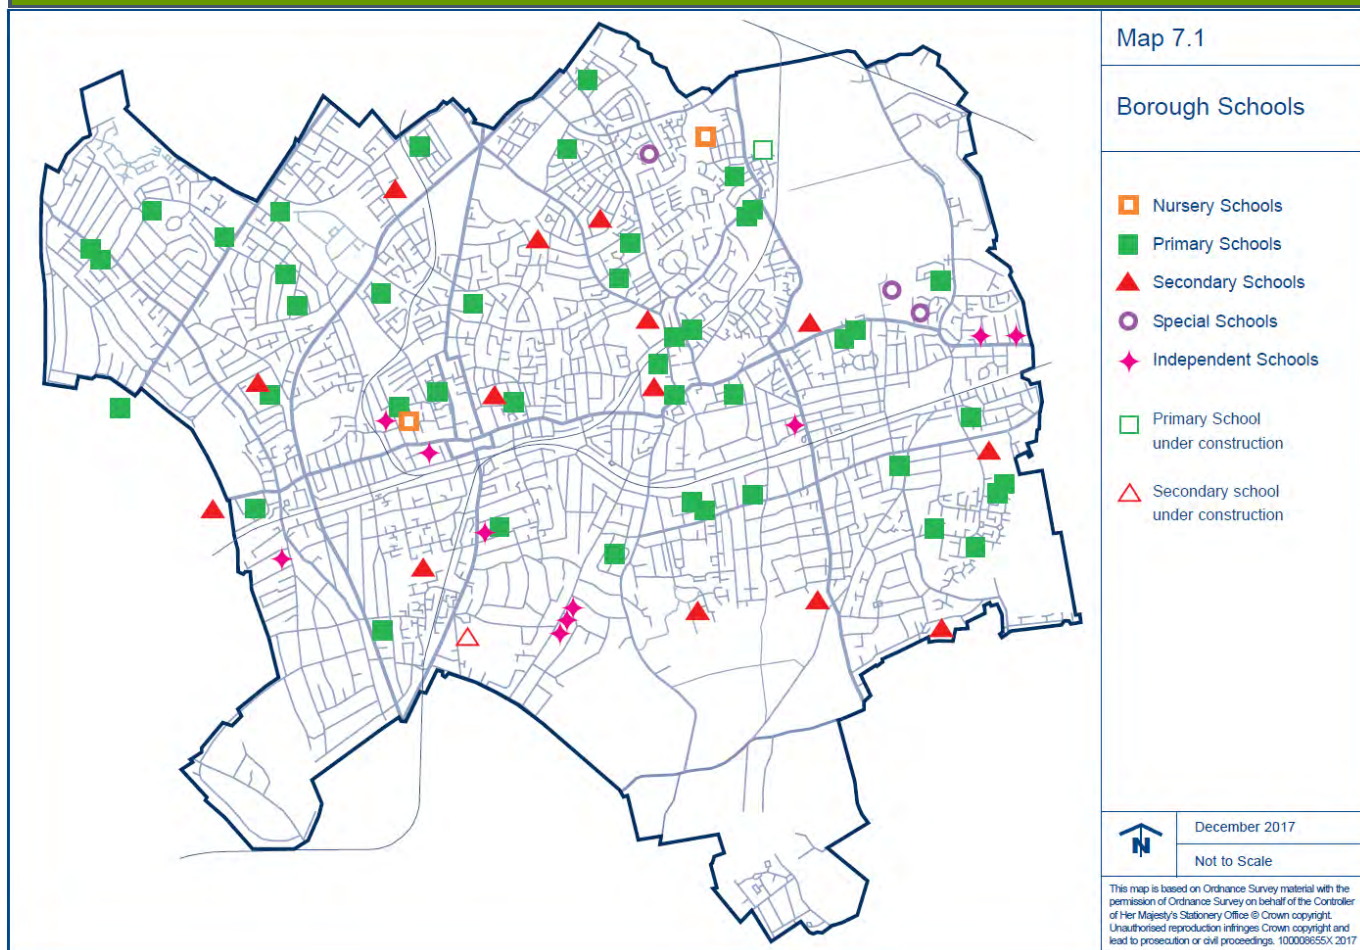 Map 7.1
Borough Schools
Nursery Schools
Primary Schools
Secondary Schools
Special Schools
Independent Schools
Primary School
under construction
Secondary school
under construction
N
December 2017
Not to Scale
This map is based on Ordnance Survey material with the
permission of Ordnance Survey on behalf of the Controller
of Her Majesty's Stationery Office © Crown copyright.
Unauthorised reproduction infringes Crown copyright and
lead to prosecution or civil proceedings. 100008655X 2017